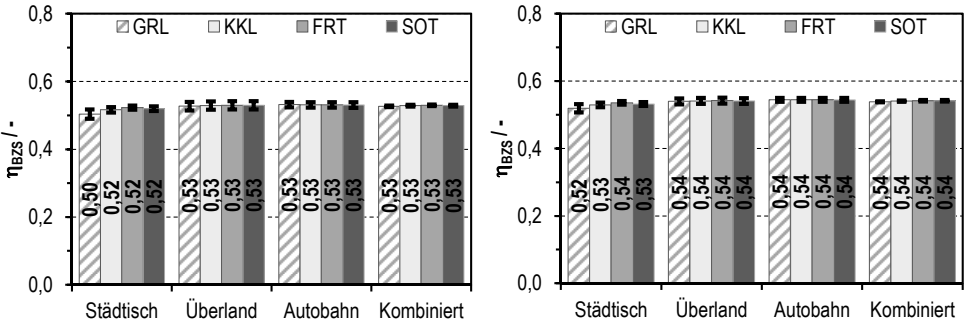 0,8
GRL KKL FRT SOT
0,6
ηBZS / -
0,4
0,50 0,52 0,52 0,52 0,53 0,53 0,53 0,53 0,53 0,53 0,53 0,53 0,53 0,53 0,53 0,53
0,2
0,0
Städtisch Überland Autobahn Kombiniert
0,8
GRL KKL FRT SOT
0,6
ηBZS / -
0,4
0,52 0,53 0,54 0,53 0,54 0,54 0,54 0,54 0,54 0,54 0,54 0,54 0,54 0,54 0,54 0,54
0,2
0,0
Städtisch Überland Autobahn Kombiniert